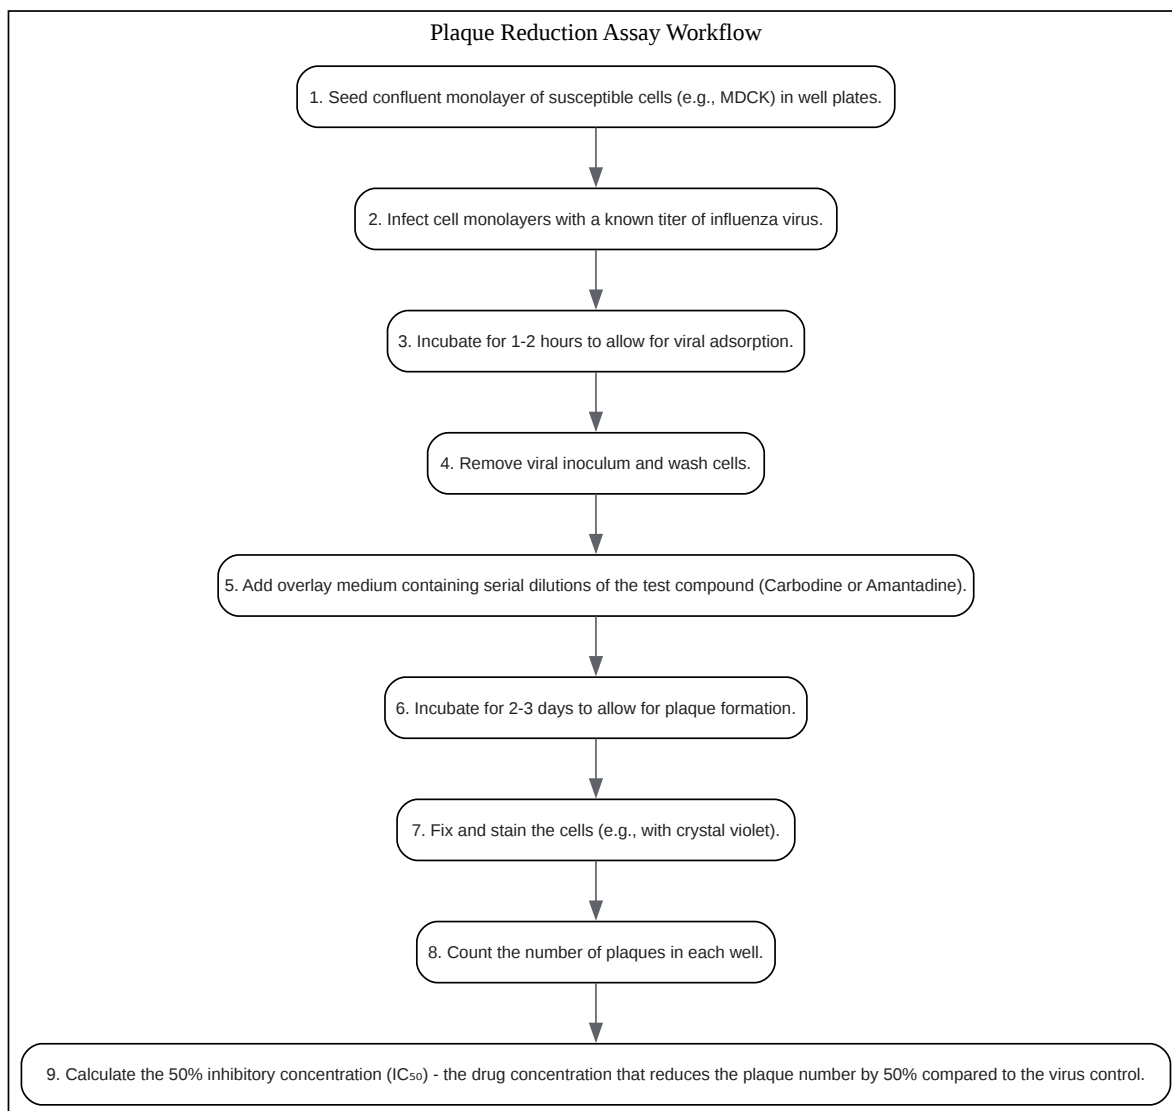 Plaque Reduction Assay Workflow
1. Seed confluent monolayer of susceptible cells (e.g., MDCK) in well plates.
2. Infect cell monolayers with a known titer of influenza virus.
3. Incubate for 1-2 hours to allow for viral adsorption.
4. Remove viral inoculum and wash cells.
5. Add overlay medium containing serial dilutions of the test compound (Carbodine or Amantadine).
6. Incubate for 2-3 days to allow for plaque formation.
7. Fix and stain the cells (e.g., with crystal violet).
8. Count the number of plaques in each well.
9. Calculate the 50% inhibitory concentration (IC₅₀) - the drug concentration that reduces the plaque number by 50% compared to the virus control.